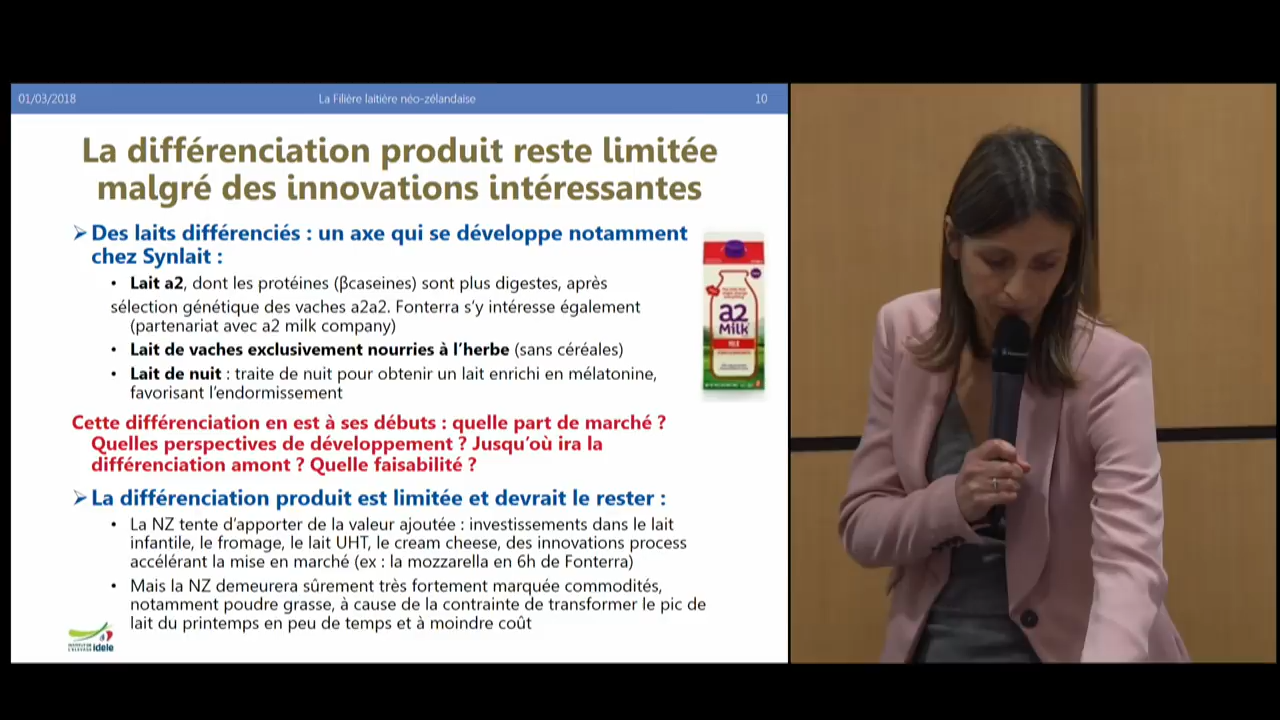 01/03/2018 La Filière laitière néo-zélandaise 10
La différenciation produit reste limitée
malgré des innovations intéressantes
➢ Des laits différenciés : un axe qui se développe notamment
chez Synlait :
• Lait a2, dont les protéines (βcaseines) sont plus digestes, après
sélection génétique des vaches a2a2. Fonterra s’y intéresse également
(partenariat avec a2 milk company)
• Lait de vaches exclusivement nourries à l’herbe (sans céréales)
• Lait de nuit : traite de nuit pour obtenir un lait enrichi en mélatonine,
favorisant l’endormissement
a2
Milk
Cette différenciation en est à ses débuts : quelle part de marché ?
Quelles perspectives de développement ? Jusqu’où ira la
différenciation amont ? Quelle faisabilité ?
➢ La différenciation produit est limitée et devrait le rester :
• La NZ tente d’apporter de la valeur ajoutée : investissements dans le lait
infantile, le fromage, le lait UHT, le cream cheese, des innovations process
accélérant la mise en marché (ex : la mozzarella en 6h de Fonterra)
• Mais la NZ demeurera sûrement très fortement marquée commodités,
notamment poudre grasse, à cause de la contrainte de transformer le pic de
lait du printemps en peu de temps et à moindre coût
idele